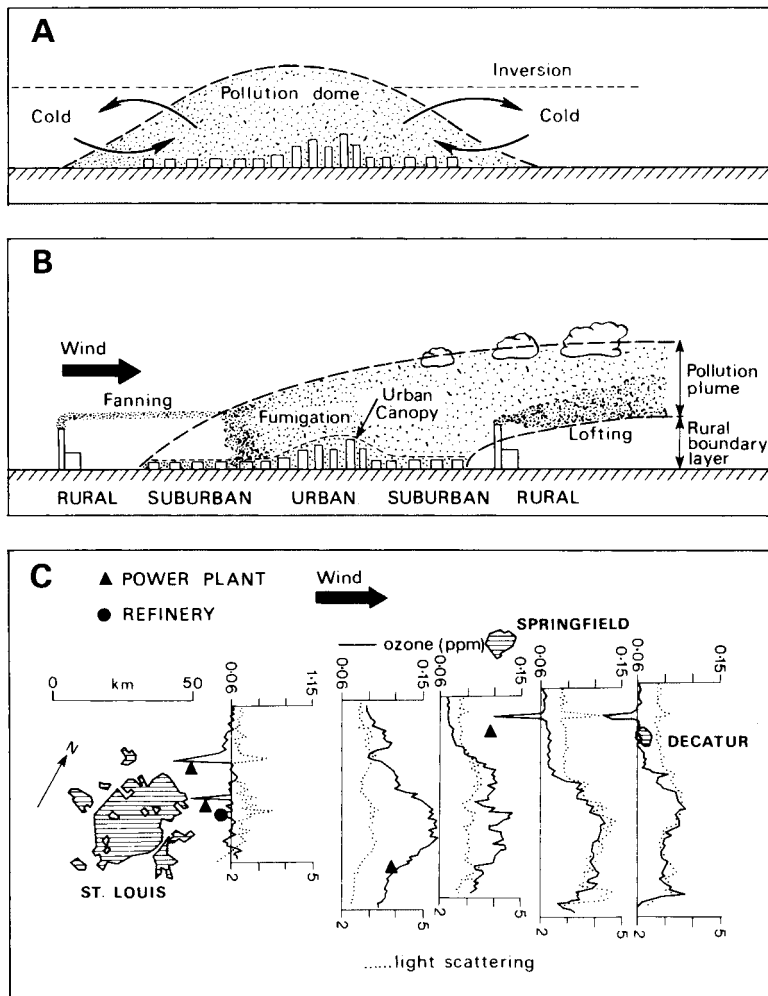 A
Inversion
Pollution dome
Cold
Cold
B
Wind
Fanning
Fumigation
Urban
Canopy
Lofting
Pollution
plume
Rural
boundary
layer
RURAL SUBURBAN URBAN SUBURBAN RURAL
C
POWER PLANT
REFINERY
Wind
SPRINGFIELD
ozone (ppm)
0 km 50
0·06 1·15
0·06 0·15
0·06 0·15
0·06 0·15
0·06 0·15
N
DECATUR
ST. LOUIS
2 5
2 5
2 5
2 5
2 5
......light scattering